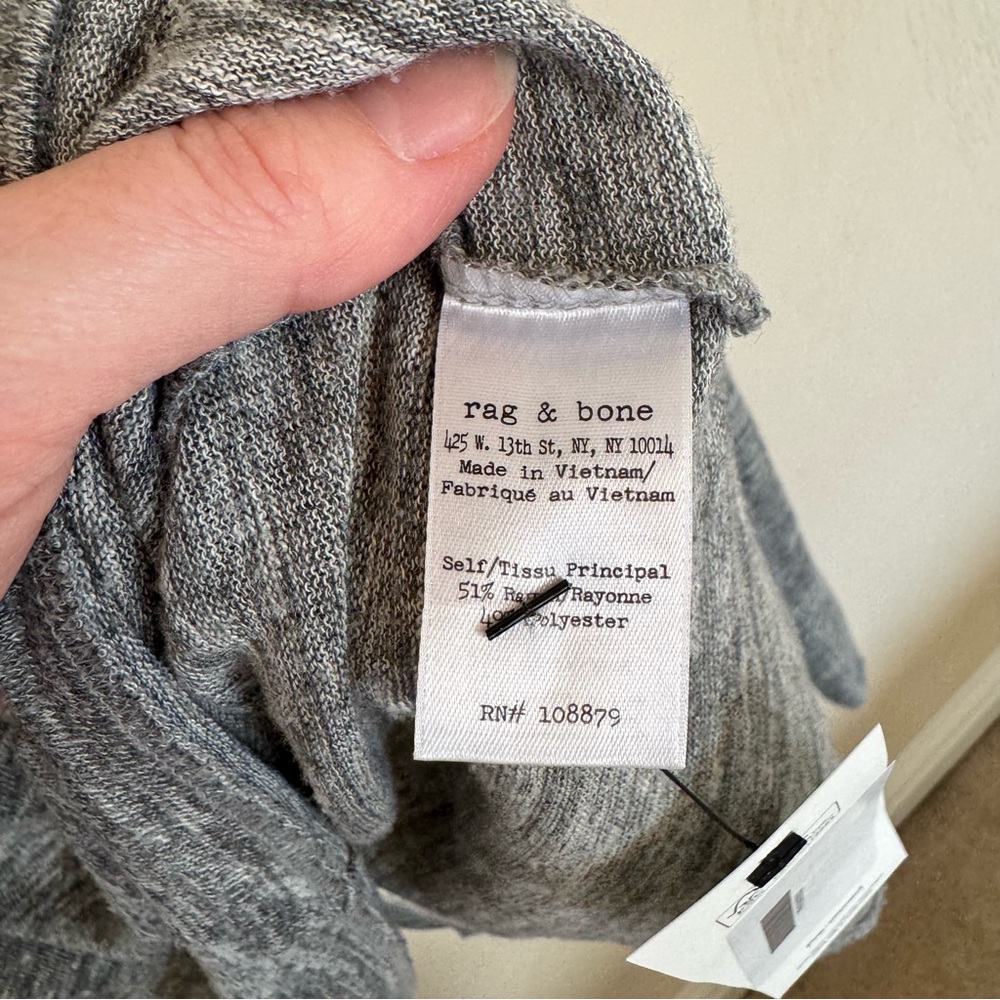 rag & bone
425 W. 13th St, NY, NY 10014
Made in Vietnam/
Fabriqué au Vietnam
Self/Tissu Principal
51% /Rayonne
Polyester
RN# 108879